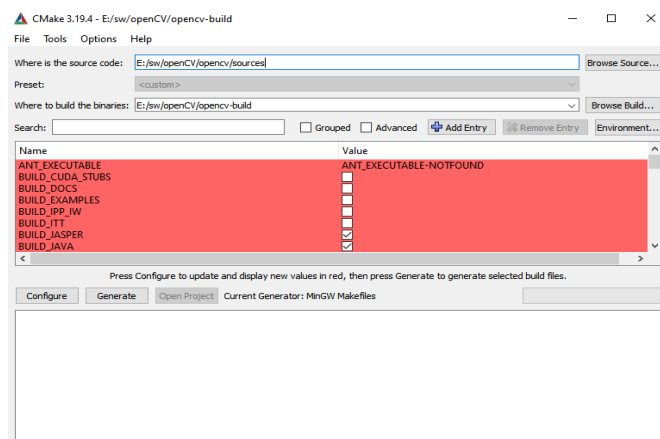 CMake 3.19.4 - E:/sw/openCV/opencv-build
File Tools Options Help
Where is the source code: E:/sw/openCV/opencv/sources Browse Source...
Preset: <custom>
Where to build the binaries: E:/sw/openCV/opencv-build Browse Build...
Search: Grouped Advanced Add Entry Remove Entry Environment...
Name Value
ANT_EXECUTABLE ANT_EXECUTABLE-NOTFOUND
BUILD_CUDA_STUBS
BUILD_DOCS
BUILD_EXAMPLES
BUILD_IPP_IW
BUILD_ITT
BUILD_JASPER
BUILD_JAVA
Press Configure to update and display new values in red, then press Generate to generate selected build files.
Configure Generate Open Project Current Generator: MinGW Makefiles